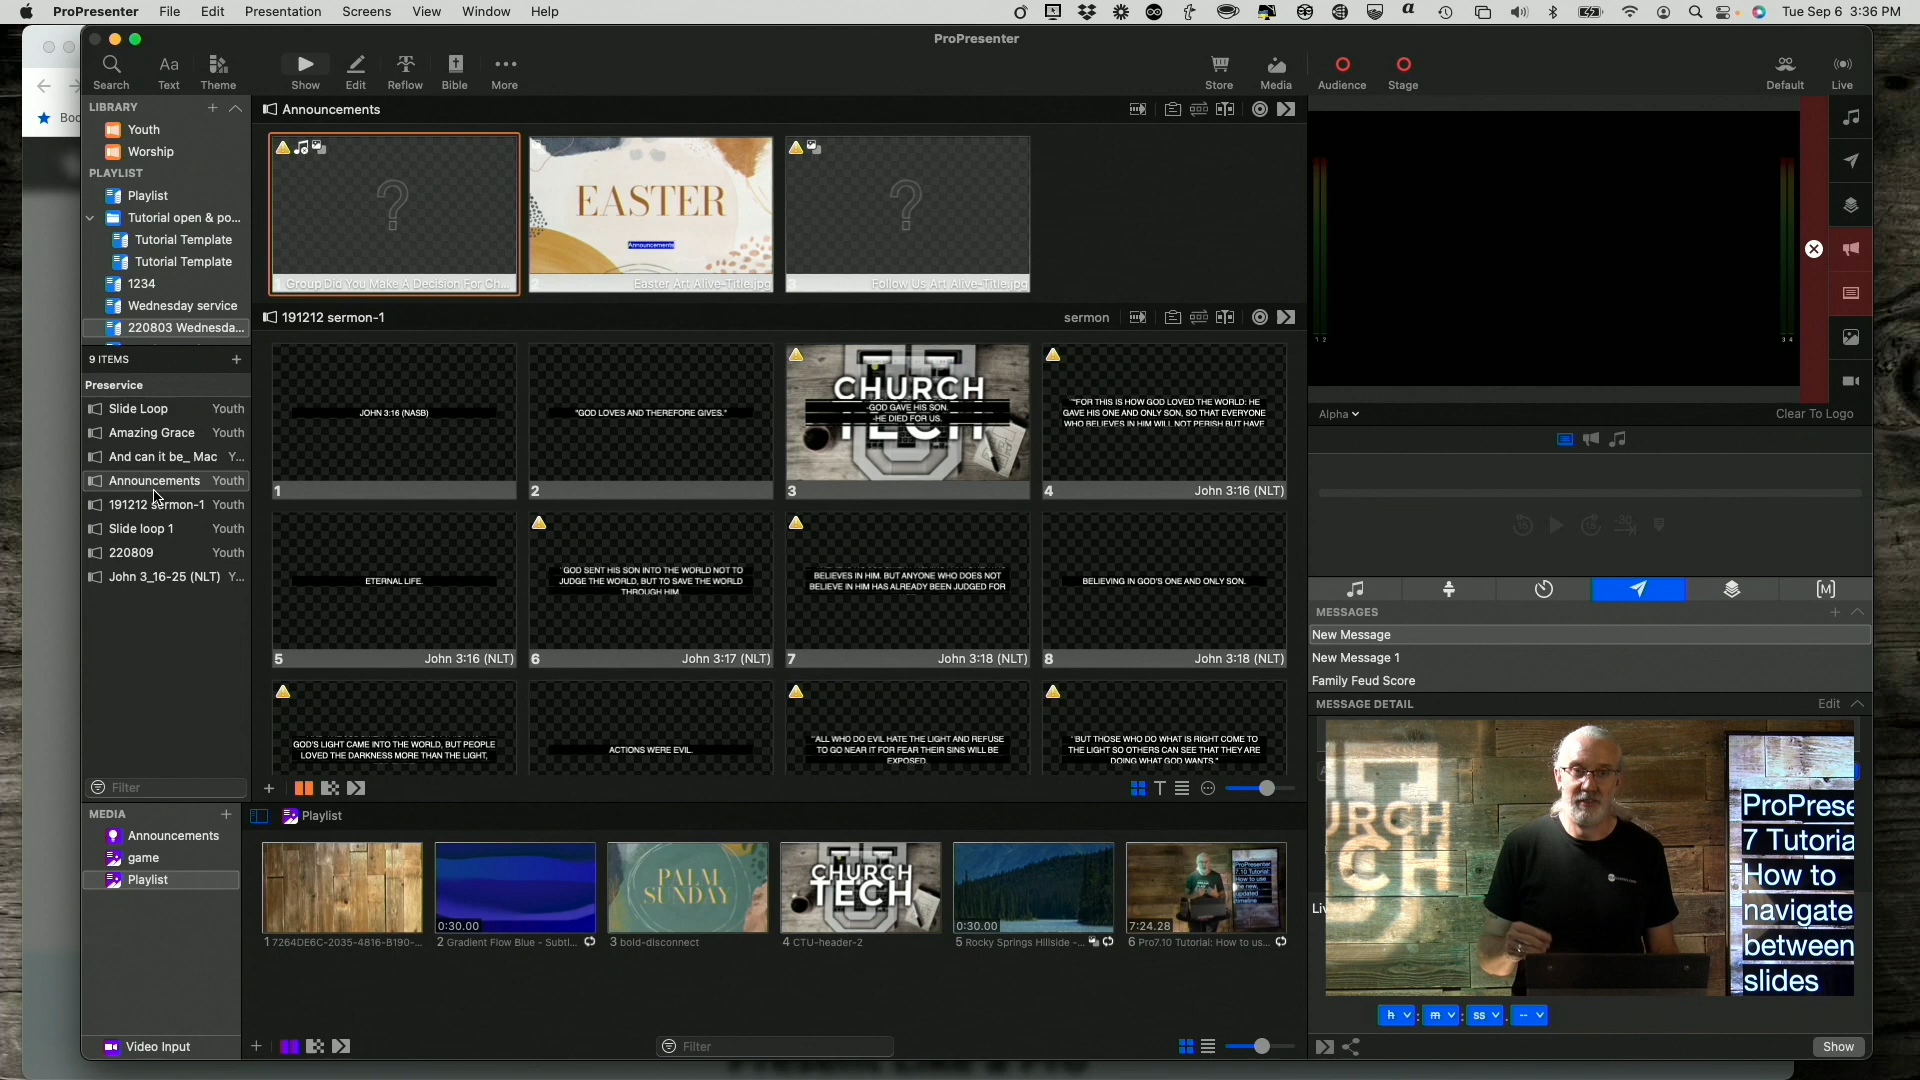 ProPresenter File Edit Presentation Screens View Window Help Tue Sep 6 3:36 PM
ProPresenter
Search Text Theme Show Edit Reflow Bible More Store Media Audience Stage Default Live
LIBRARY
Youth
Worship
PLAYLIST
Playlist
Tutorial open & po...
Tutorial Template
Tutorial Template
1234
Wednesday service
220803 Wednesda...
9 ITEMS
Preservice
Slide Loop Youth
Amazing Grace Youth
And can it be_ Mac Y...
Announcements Youth
191212 sermon-1 Youth
Slide loop 1 Youth
220809 Youth
John 3_16-25 (NLT) Y...
Filter
MEDIA
Announcements
game
Playlist
Video Input
Announcements
1 Group Did You Make A Decision For Ch...
EASTER
Announcements
2 Easter Art Alive-Title.jpg
3 Follow Us Art Alive-Title.jpg
191212 sermon-1 sermon
JOHN 3:16 (NASB)
1
"GOD LOVES AND THEREFORE GIVES."
2
CHURCH
-GOD GAVE HIS SON.
-HE DIED FOR US.
TECH
3
"FOR THIS IS HOW GOD LOVED THE WORLD: HE
GAVE HIS ONE AND ONLY SON, SO THAT EVERYONE
WHO BELIEVES IN HIM WILL NOT PERISH BUT HAVE
4 John 3:16 (NLT)
ETERNAL LIFE.
5 John 3:16 (NLT)
GOD SENT HIS SON INTO THE WORLD NOT TO
JUDGE THE WORLD, BUT TO SAVE THE WORLD
THROUGH HIM
6 John 3:17 (NLT)
BELIEVES IN HIM. BUT ANYONE WHO DOES NOT
BELIEVE IN HIM HAS ALREADY BEEN JUDGED FOR
7 John 3:18 (NLT)
BELIEVING IN GOD'S ONE AND ONLY SON.
8 John 3:18 (NLT)
GOD'S LIGHT CAME INTO THE WORLD, BUT PEOPLE
LOVED THE DARKNESS MORE THAN THE LIGHT,
ACTIONS WERE EVIL.
"ALL WHO DO EVIL HATE THE LIGHT AND REFUSE
TO GO NEAR IT FOR FEAR THEIR SINS WILL BE
EXPOSED.
"BUT THOSE WHO DO WHAT IS RIGHT COME TO
THE LIGHT SO OTHERS CAN SEE THAT THEY ARE
DOING WHAT GOD WANTS."
Playlist
0:30.00
PALM
SUNDAY
CHURCH
TECH
0:30.00
7:24.28
1 7264DE6C-2035-4816-B190-...
2 Gradient Flow Blue - Subtl...
3 bold-disconnect
4 CTU-header-2
5 Rocky Springs Hillside -...
6 Pro7.10 Tutorial: How to us...
Filter
1 2 3 4
Alpha Clear To Logo
MESSAGES
New Message
New Message 1
Family Feud Score
MESSAGE DETAIL Edit
ProPrese
7 Tutoria
How to
navigate
between
slides
h : m : ss . --
Show